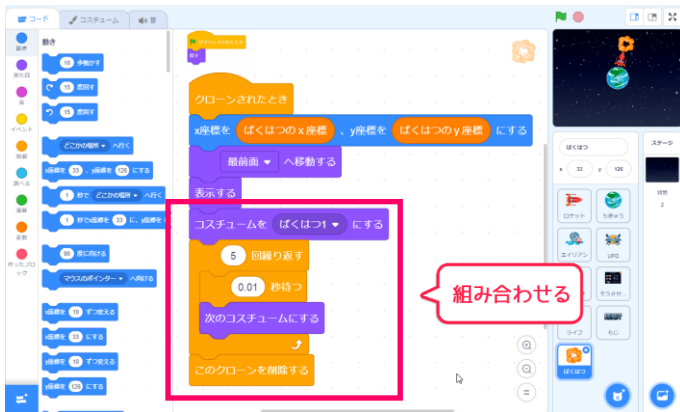 コード
コスチューム
音
動き
動き
10 歩動かす
15 度回す
15 度回す
どこかの場所 へ行く
x座標を 33 、y座標を 126 にする
1 秒で どこかの場所 へ行く
1 秒でx座標を 33 に、y座標を
90 度に向ける
マウスのポインター へ向ける
x座標を 10 ずつ変える
x座標を 33 にする
y座標を 10 ずつ変える
y座標を 126 にする
見た目
音
イベント
制御
調べる
演算
変数
作ったブロ
ック
クローンされたとき
x座標を ばくはつのx座標 、y座標を ばくはつのy座標 にする
最前面 へ移動する
表示する
コスチュームを ばくはつ1 にする
5 回繰り返す
0.01 秒待つ
次のコスチュームにする
このクローンを削除する
組み合わせる
ばくはつ
x 33 y 126
ステージ
背景
2
ロケット
ちきゅう
エイリアン
UFO
ライフ
もじ
ばくはつ